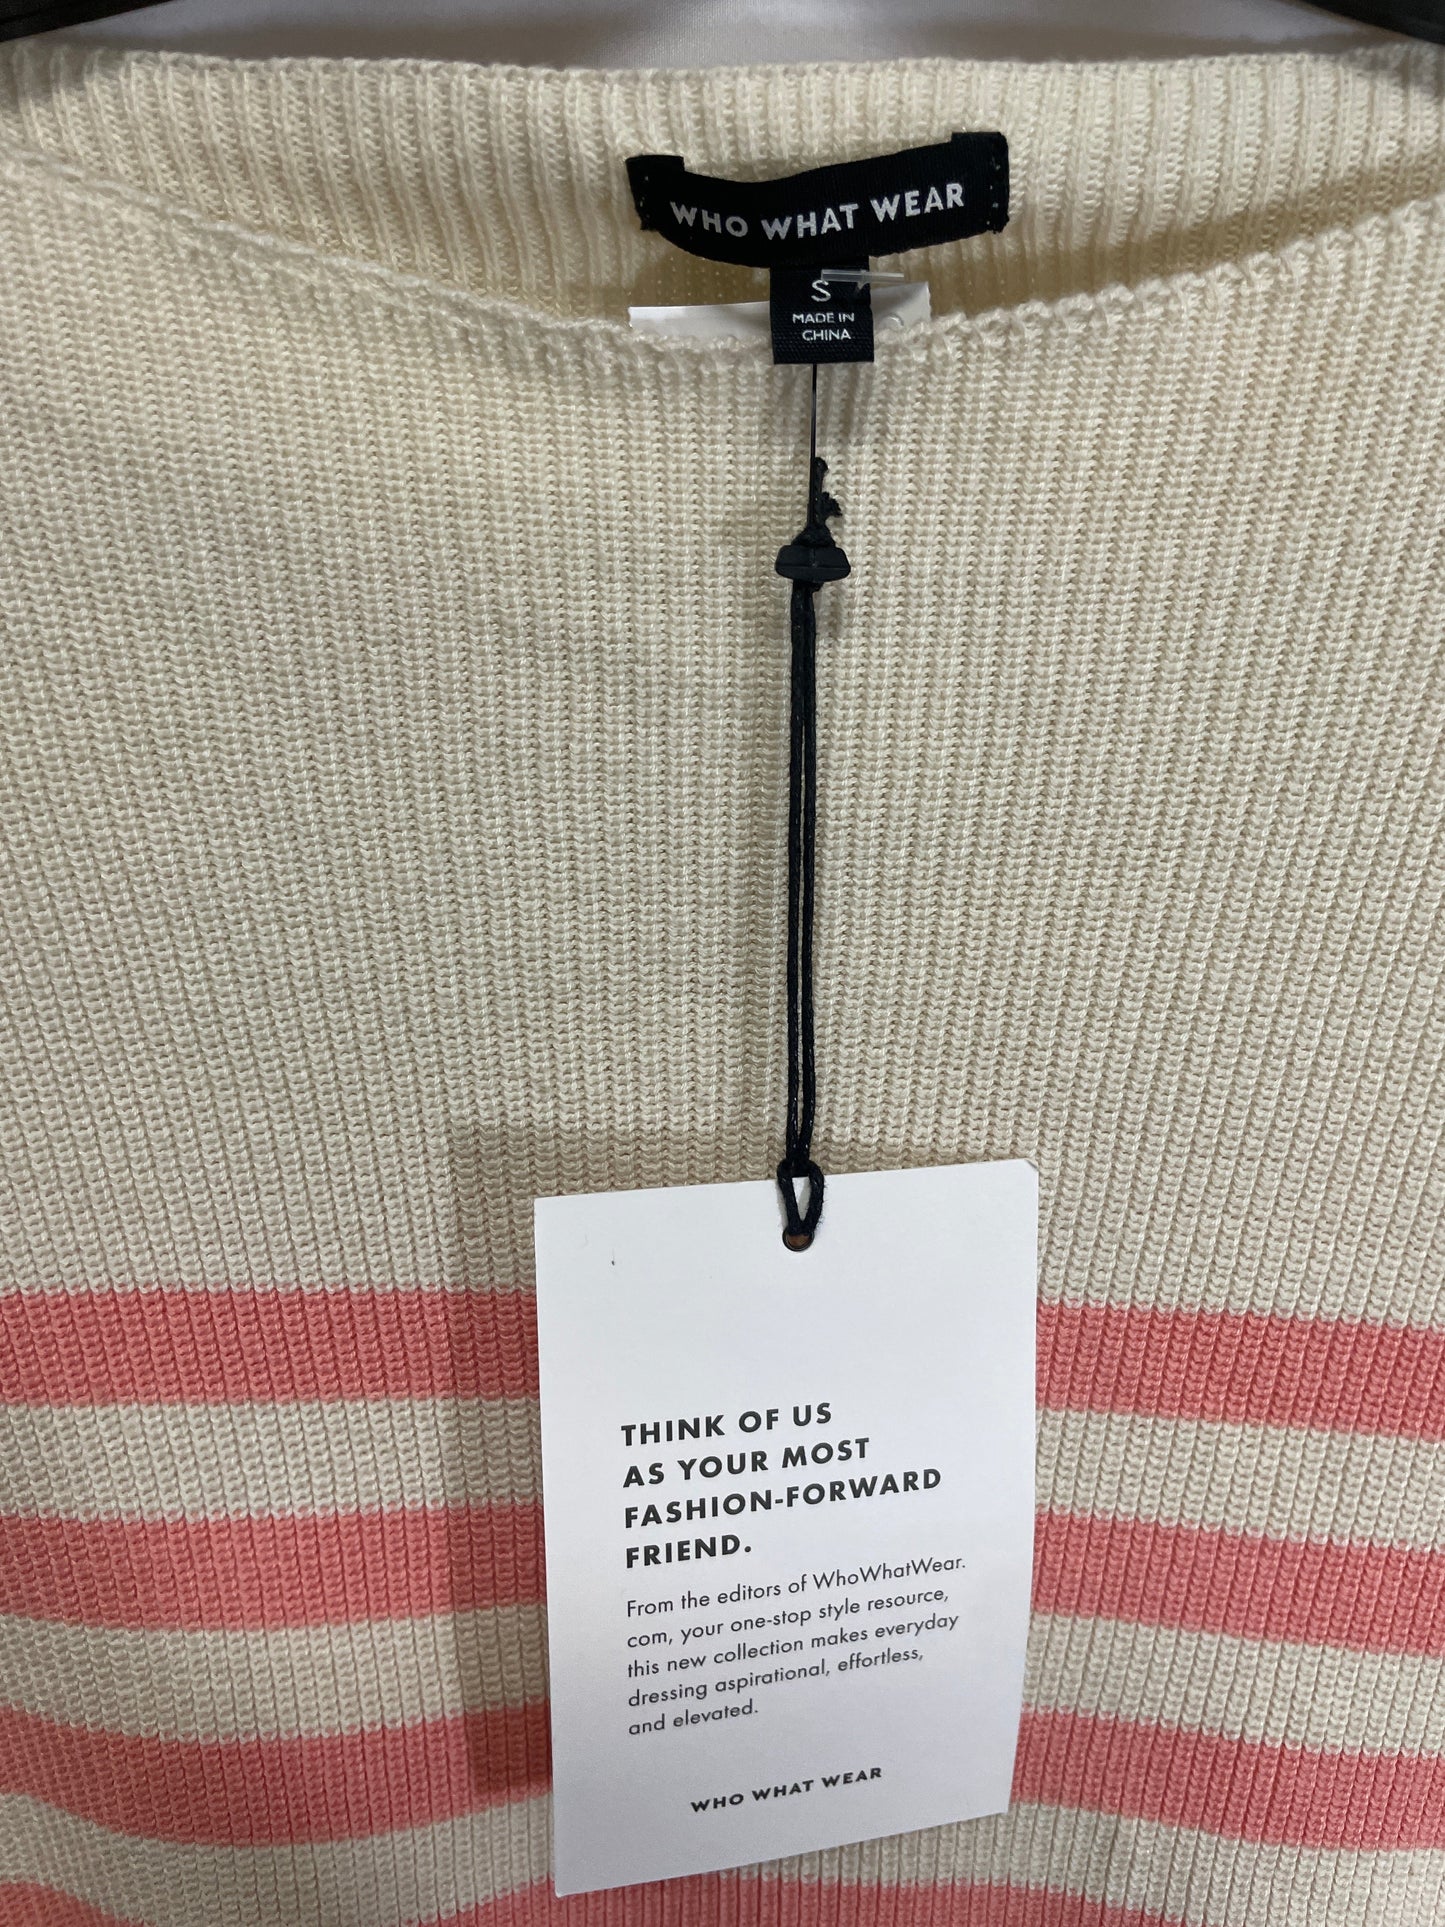 WHO WHAT WEAR
S
MADE IN
CHINA
THINK OF US
AS YOUR MOST
FASHION-FORWARD
FRIEND.
From the editors of WhoWhatWear.
com, your one-stop style resource,
this new collection makes everyday
dressing aspirational, effortless,
and elevated.
WHO WHAT WEAR